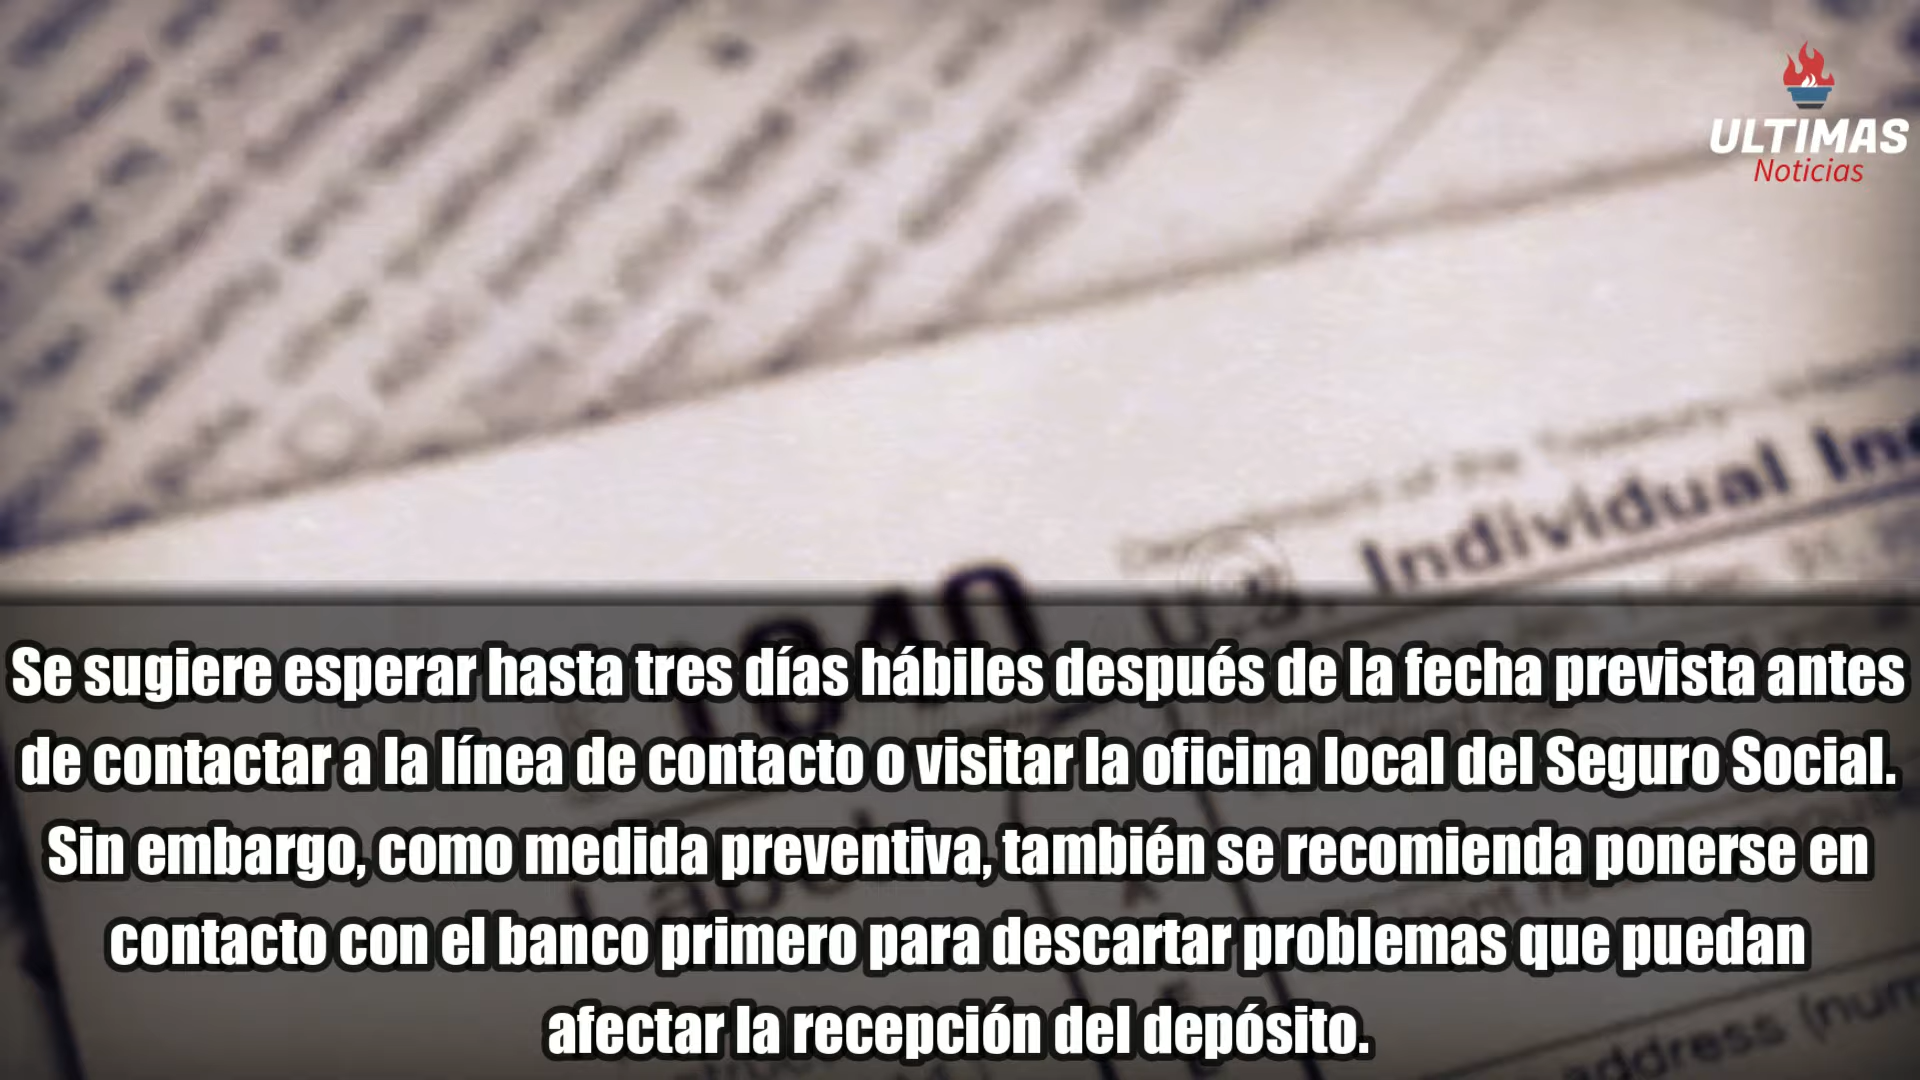 ULTIMAS
Noticias
Individual
U.S.
1040
Se sugiere esperar hasta tres días hábiles después de la fecha prevista antes
de contactar a la línea de contacto o visitar la oficina local del Seguro Social.
Sin embargo, como medida preventiva, también se recomienda ponerse en
contacto con el banco primero para descartar problemas que puedan
afectar la recepción del depósito.
address